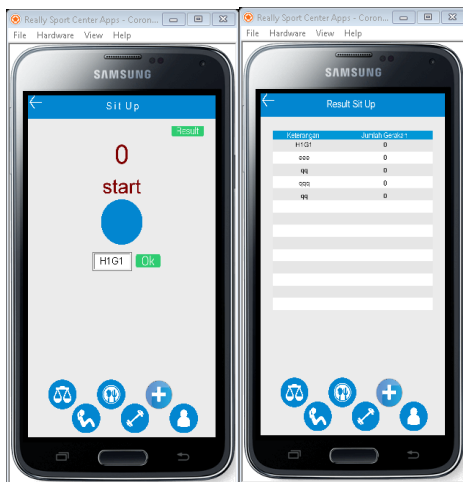 Really Sport Center Apps - Coron...
File Hardware View Help
SAMSUNG
Sit Up
Result
0
start
H1G1 Ok
Really Sport Center Apps - Coron...
File Hardware View Help
SAMSUNG
Result Sit Up
Keterangan Jumlah Gerakan
H1G1 0
eee 0
qq 0
qqq 0
qq 0